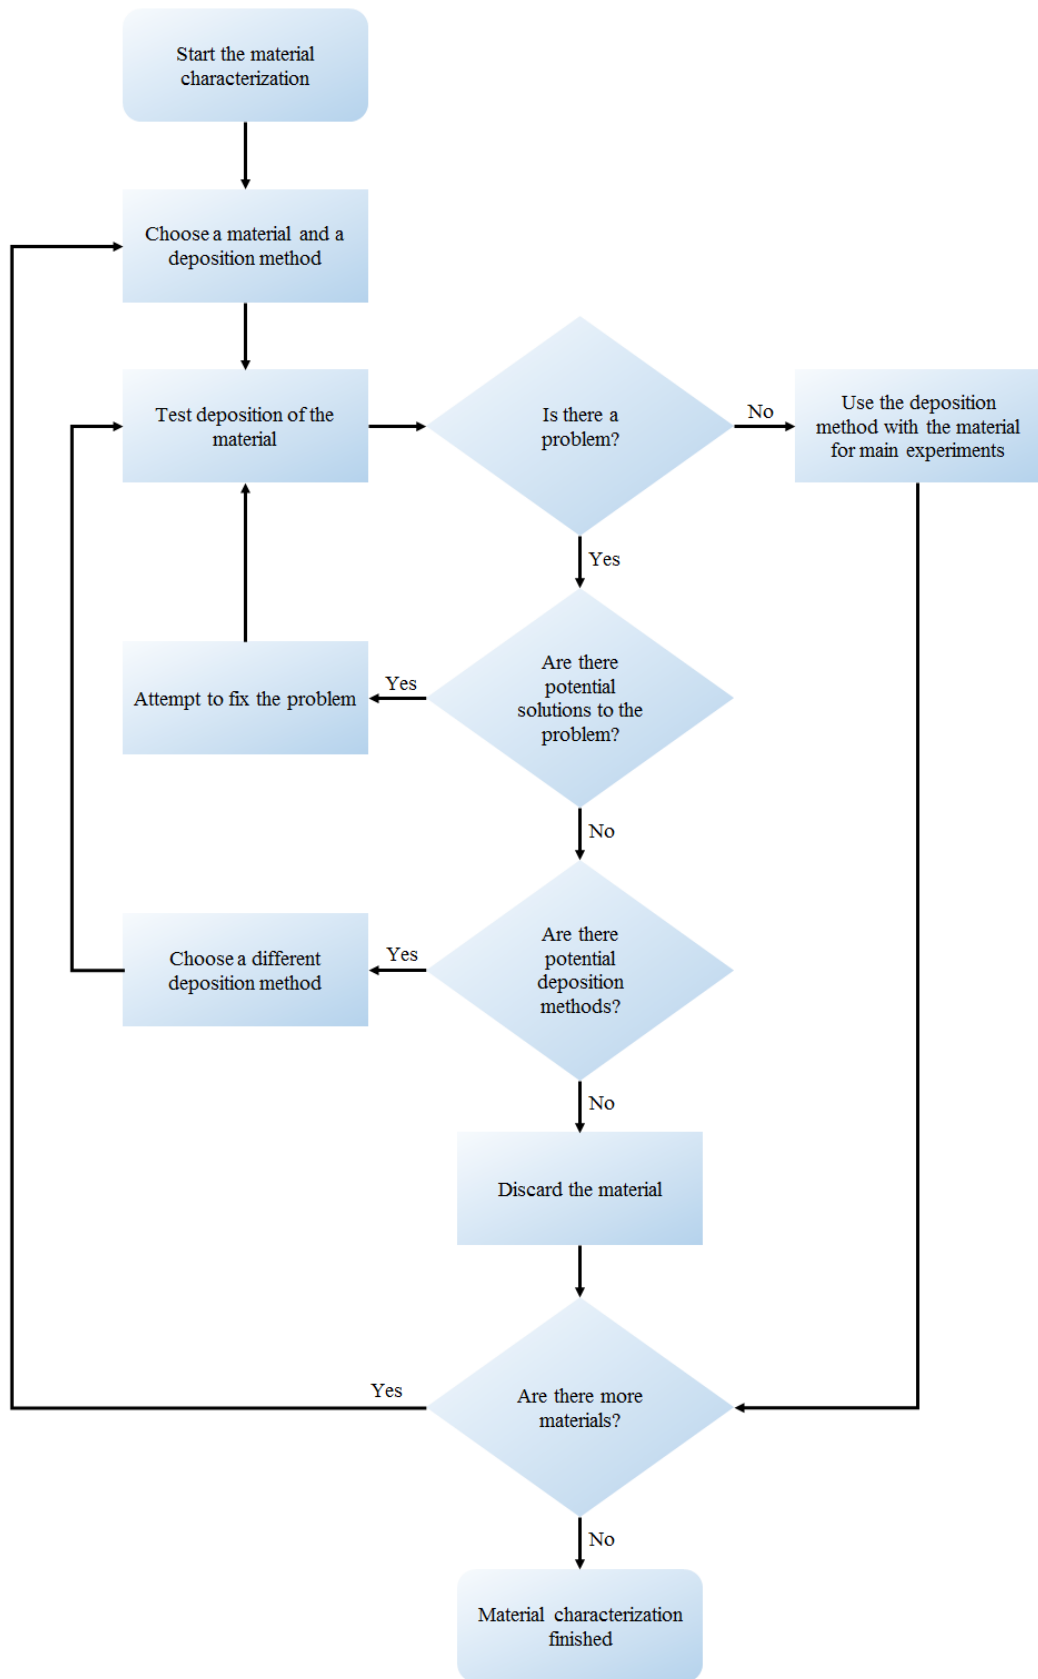 Start the material
characterization
Choose a material and a
deposition method
Test deposition of the
material
Is there a
problem?
No
Use the deposition
method with the material
for main experiments
Yes
Attempt to fix the problem
Yes
Are there
potential
solutions to the
problem?
No
Choose a different
deposition method
Yes
Are there
potential
deposition
methods?
No
Discard the material
Yes
Are there more
materials?
No
Material characterization
finished